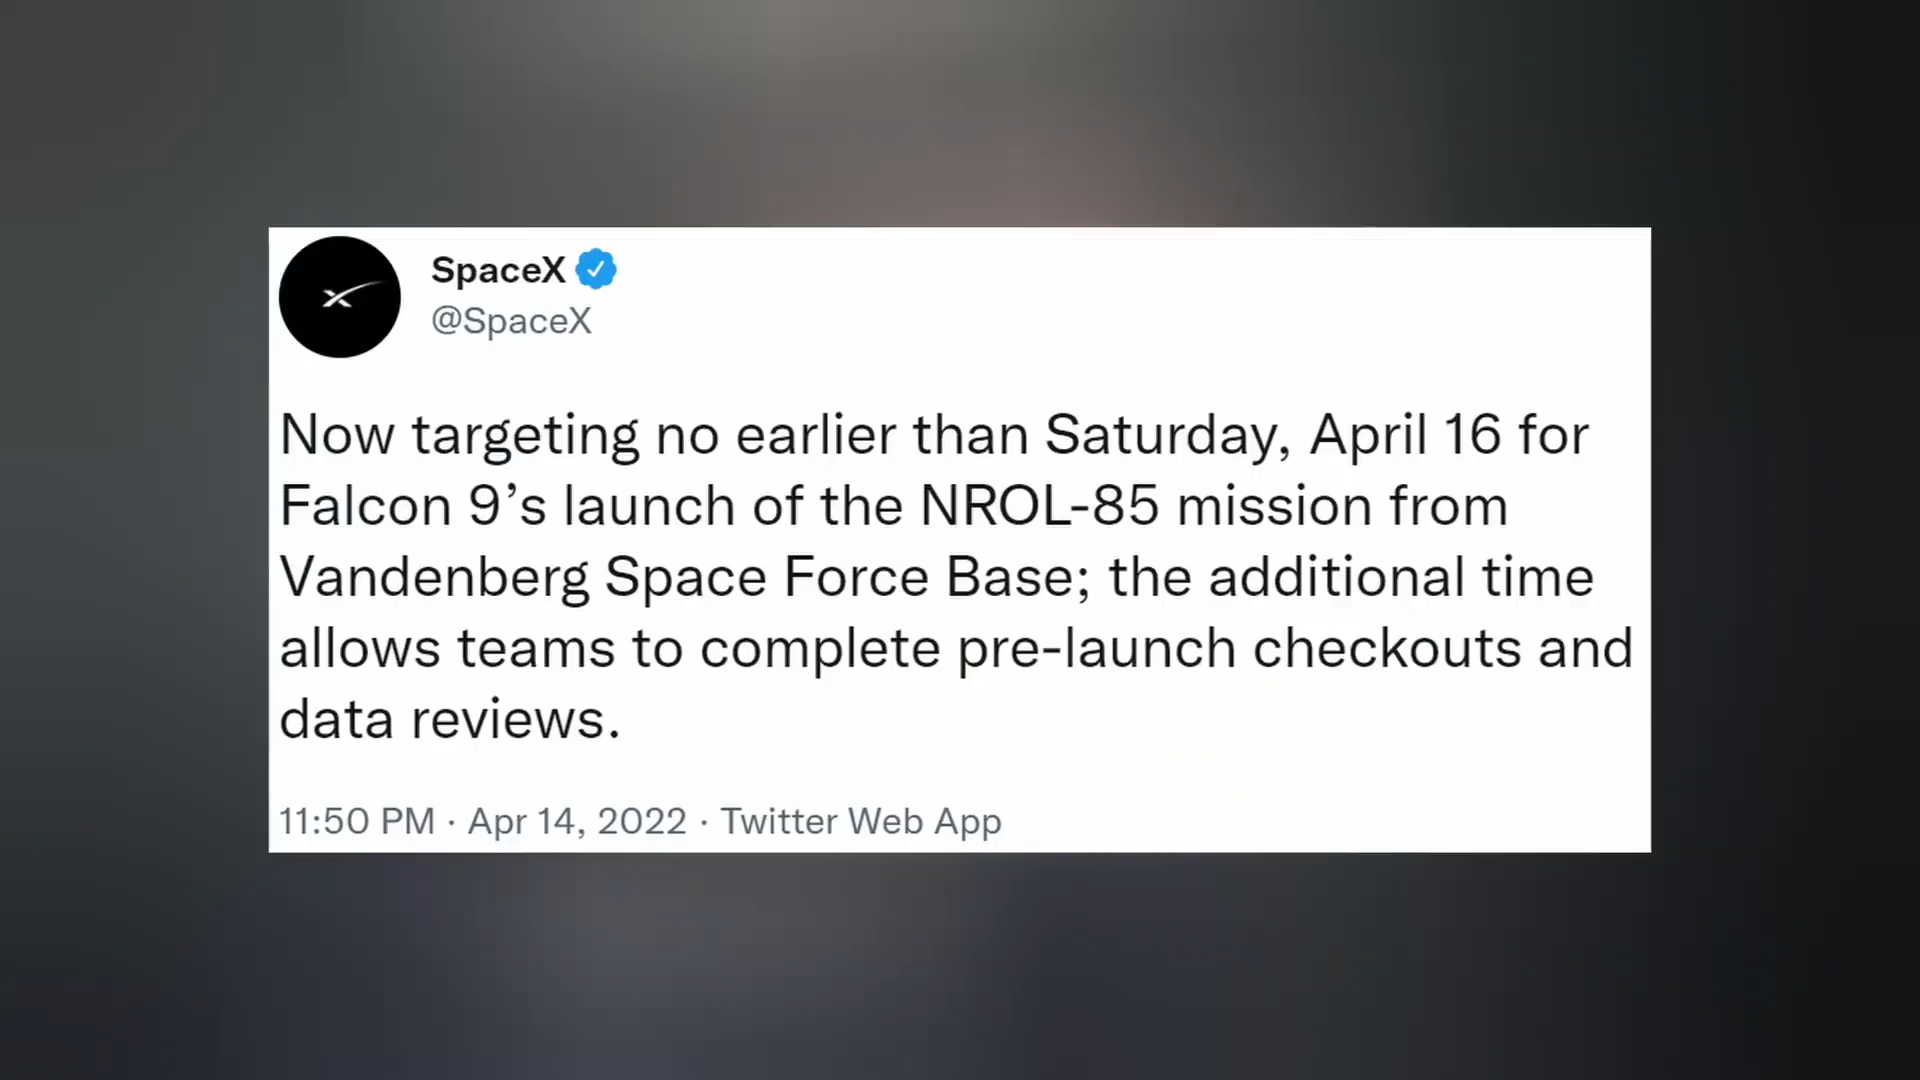 SpaceX
@SpaceX
Now targeting no earlier than Saturday, April 16 for
Falcon 9’s launch of the NROL-85 mission from
Vandenberg Space Force Base; the additional time
allows teams to complete pre-launch checkouts and
data reviews.
11:50 PM · Apr 14, 2022 · Twitter Web App